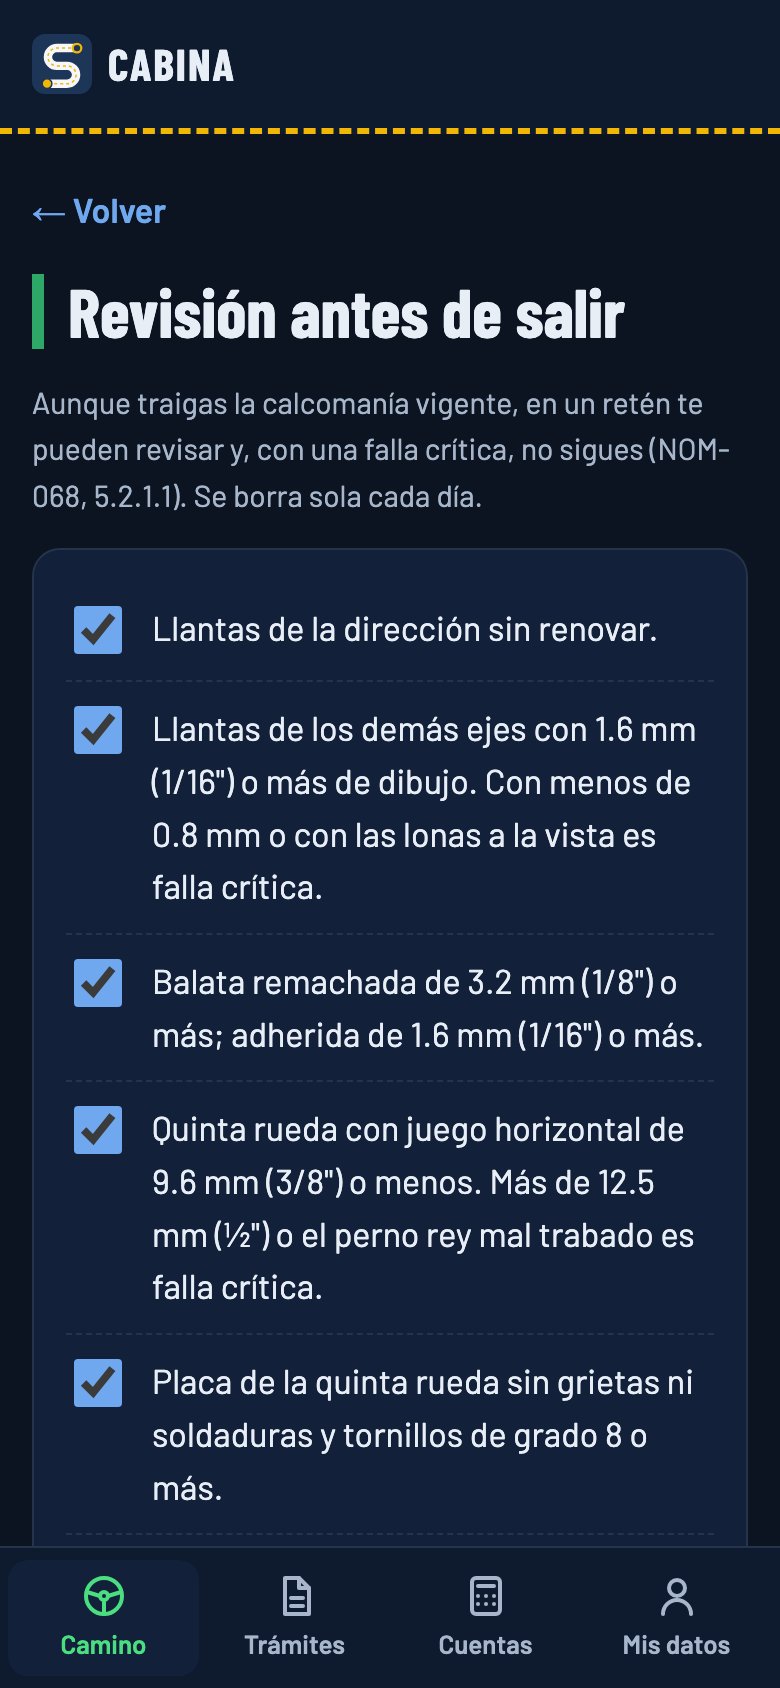 CABINA
← Volver
Revisión antes de salir
Aunque traigas la calcomanía vigente, en un retén te
pueden revisar y, con una falla crítica, no sigues (NOM-
068, 5.2.1.1). Se borra sola cada día.
Llantas de la dirección sin renovar.
Llantas de los demás ejes con 1.6 mm
(1/16") o más de dibujo. Con menos de
0.8 mm o con las lonas a la vista es
falla crítica.
Balata remachada de 3.2 mm (1/8") o
más; adherida de 1.6 mm (1/16") o más.
Quinta rueda con juego horizontal de
9.6 mm (3/8") o menos. Más de 12.5
mm (½") o el perno rey mal trabado es
falla crítica.
Placa de la quinta rueda sin grietas ni
soldaduras y tornillos de grado 8 o
más.
Camino
Trámites
Cuentas
Mis datos